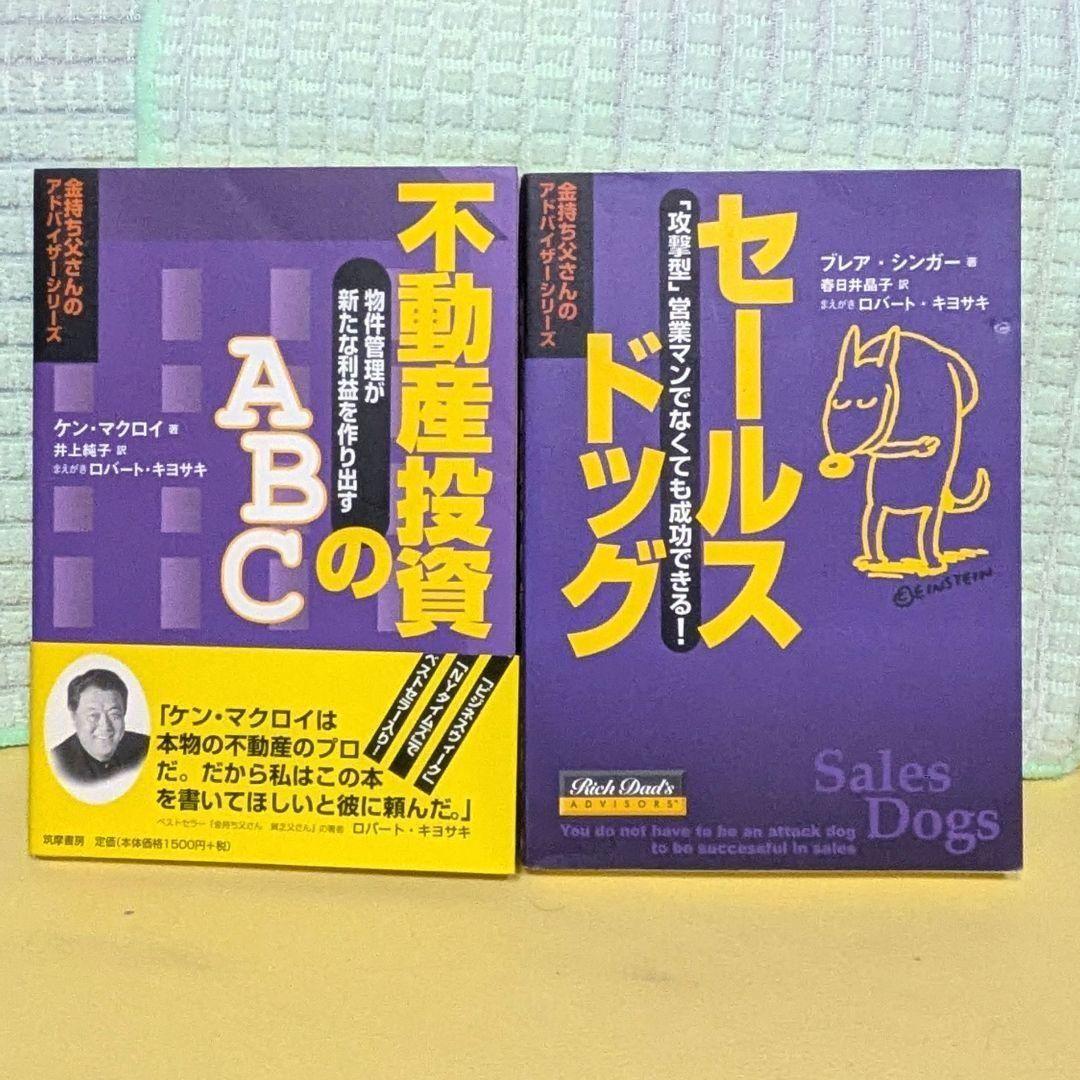 金持ち父さんの
アドバイザーシリーズ
不動産投資
の
ABC
物件管理が
新たな利益を作り出す
ケン・マクロイ 著
井上純子 訳
まえがき ロバート・キヨサキ
「ビジネスウィーク」
「NYタイムズ」で
ベストセラー入り!
「ケン・マクロイは
本物の不動産のプロ
だ。だから私はこの本
を書いてほしいと彼に頼んだ。」
ベストセラー『金持ち父さん 貧乏父さん』の著者 ロバート・キヨサキ
筑摩書房 定価(本体価格1500円+税)
金持ち父さんの
アドバイザーシリーズ
セールス
ドッグ
「攻撃型」営業マンでなくても成功できる!
ブレア・シンガー 著
春日井晶子 訳
まえがき ロバート・キヨサキ
©EINSTEIN
Rich Dad's
ADVISORS
Sales
Dogs
You do not have to be an attack dog
to be successful in sales